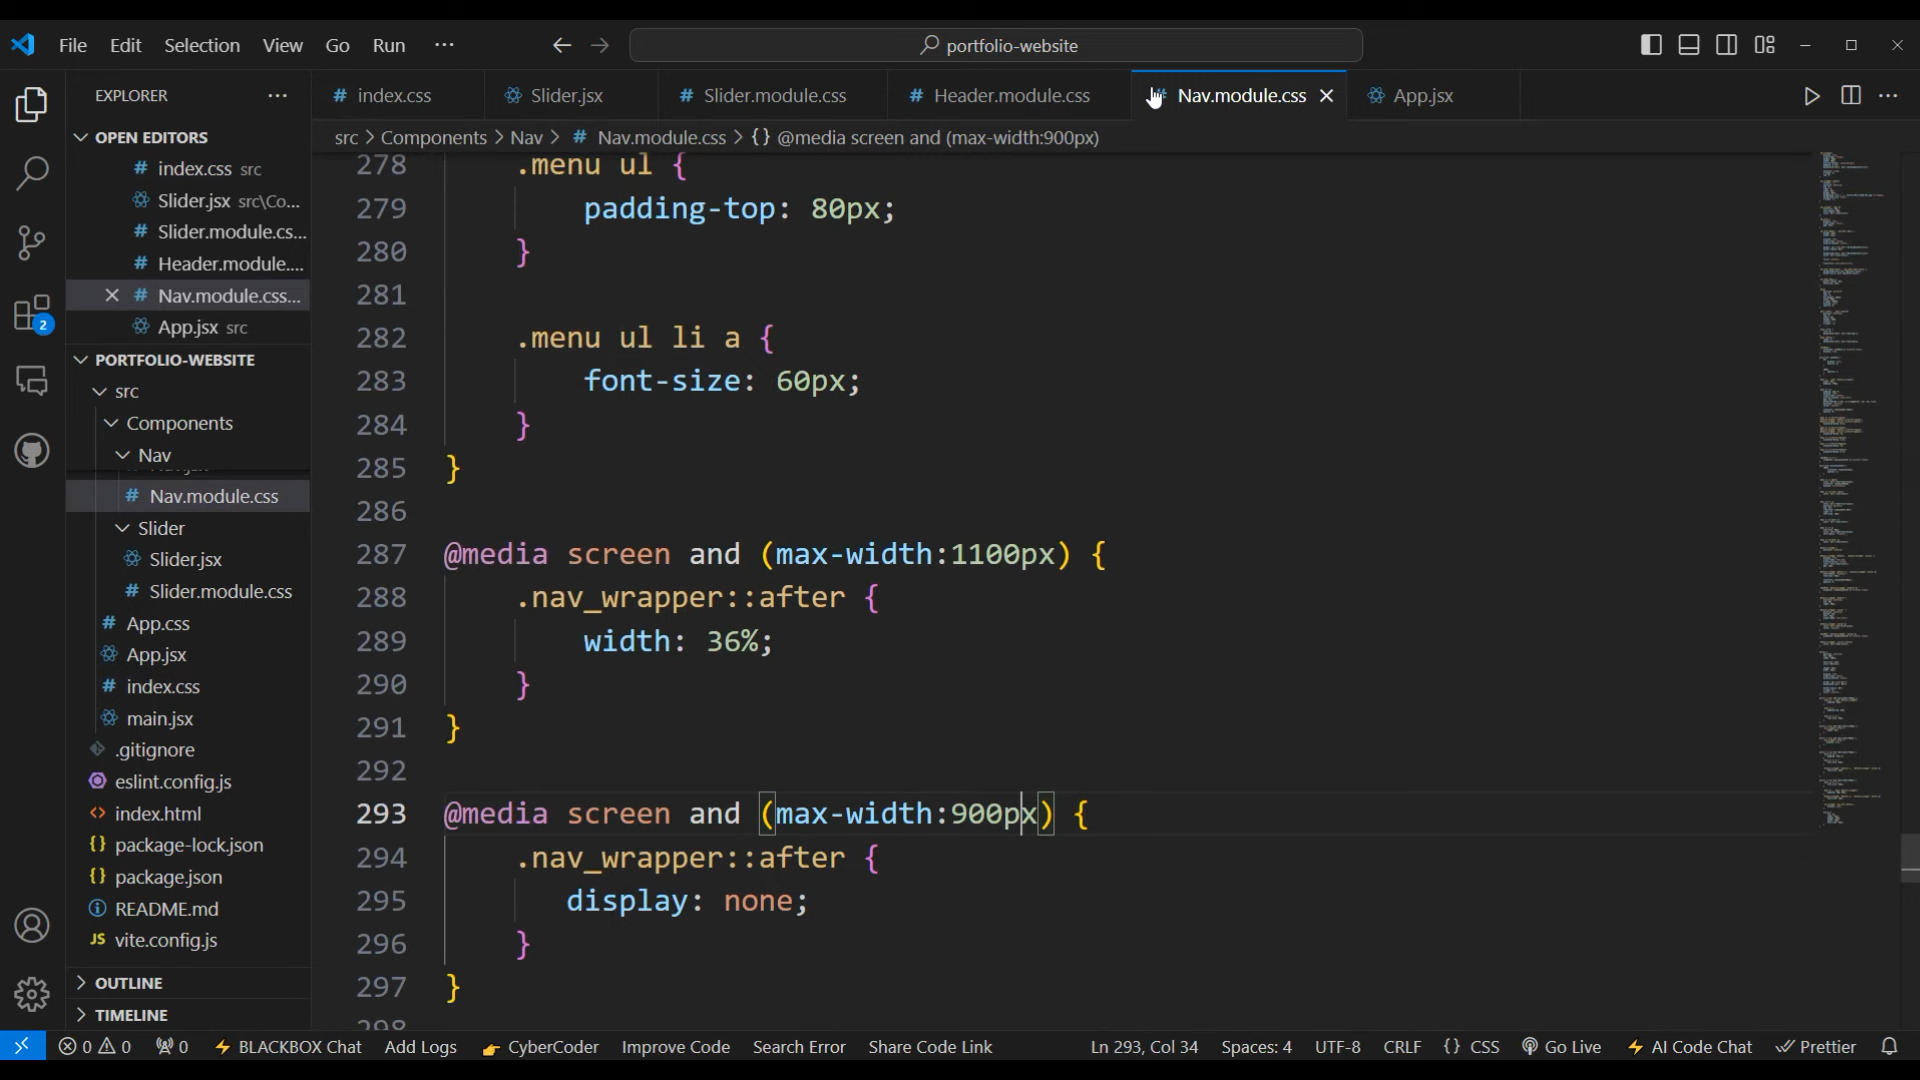 File Edit Selection View Go Run ··· portfolio-website
EXPLORER ···
OPEN EDITORS
# index.css src
Slider.jsx src\Co...
# Slider.module.cs...
# Header.module....
# Nav.module.css...
App.jsx src
PORTFOLIO-WEBSITE
src
Components
Nav
# Nav.module.css
Slider
Slider.jsx
# Slider.module.css
# App.css
App.jsx
# index.css
main.jsx
.gitignore
eslint.config.js
<> index.html
{} package-lock.json
{} package.json
README.md
JS vite.config.js
OUTLINE
TIMELINE
2
# index.css Slider.jsx # Slider.module.css # Header.module.css Nav.module.css App.jsx ···
src > Components > Nav > # Nav.module.css > {} @media screen and (max-width:900px)
278 .menu ul {
279 padding-top: 80px;
280 }
281
282 .menu ul li a {
283 font-size: 60px;
284 }
285 }
286
287 @media screen and (max-width:1100px) {
288 .nav_wrapper::after {
289 width: 36%;
290 }
291 }
292
293 @media screen and (max-width:900px) {
294 .nav_wrapper::after {
295 display: none;
296 }
297 }
298
0 0 0 BLACKBOX Chat Add Logs CyberCoder Improve Code Search Error Share Code Link Ln 293, Col 34 Spaces: 4 UTF-8 CRLF {} CSS Go Live AI Code Chat Prettier